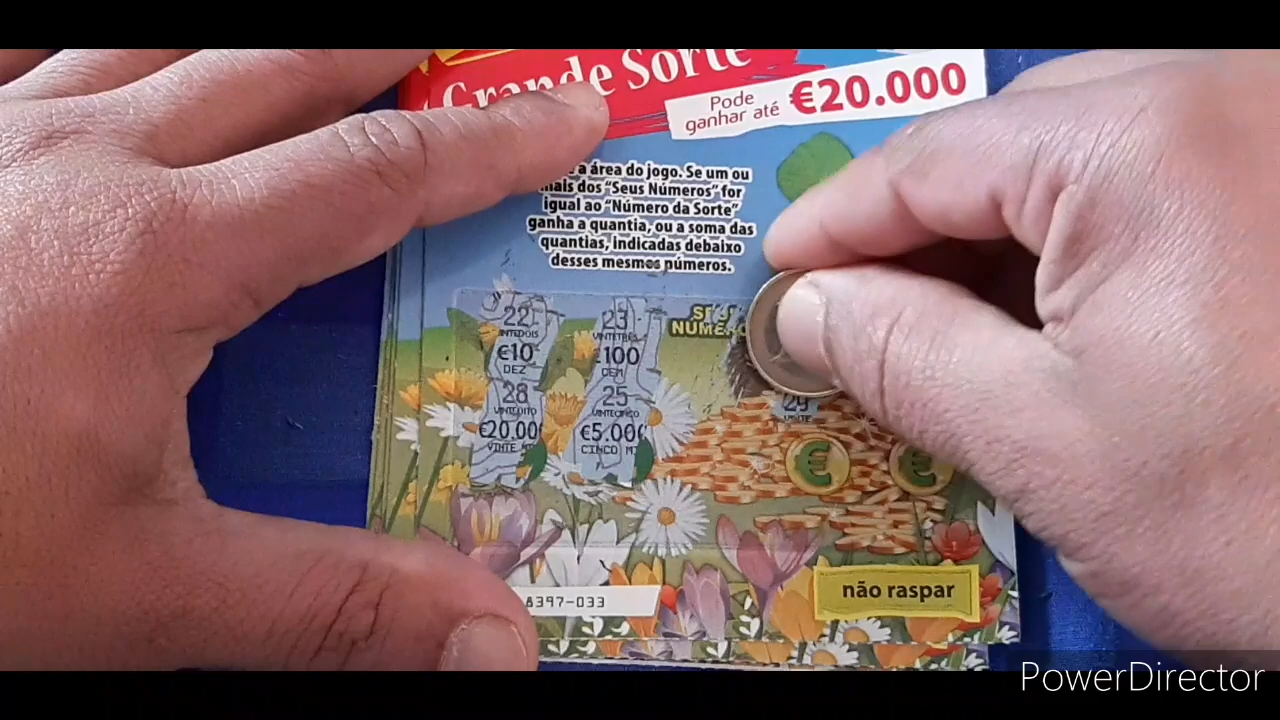 Grande Sorte
Pode
ganhar até €20.000
a área do jogo. Se um ou
mais dos "Seus Números" for
igual ao "Número da Sorte"
ganha a quantia, ou a soma das
quantias, indicadas debaixo
desses mesmos números.
22 23
€10 100
DEZ CEM
28 25
€20.00 €5.00
29
8397-033
não raspar
PowerDirector